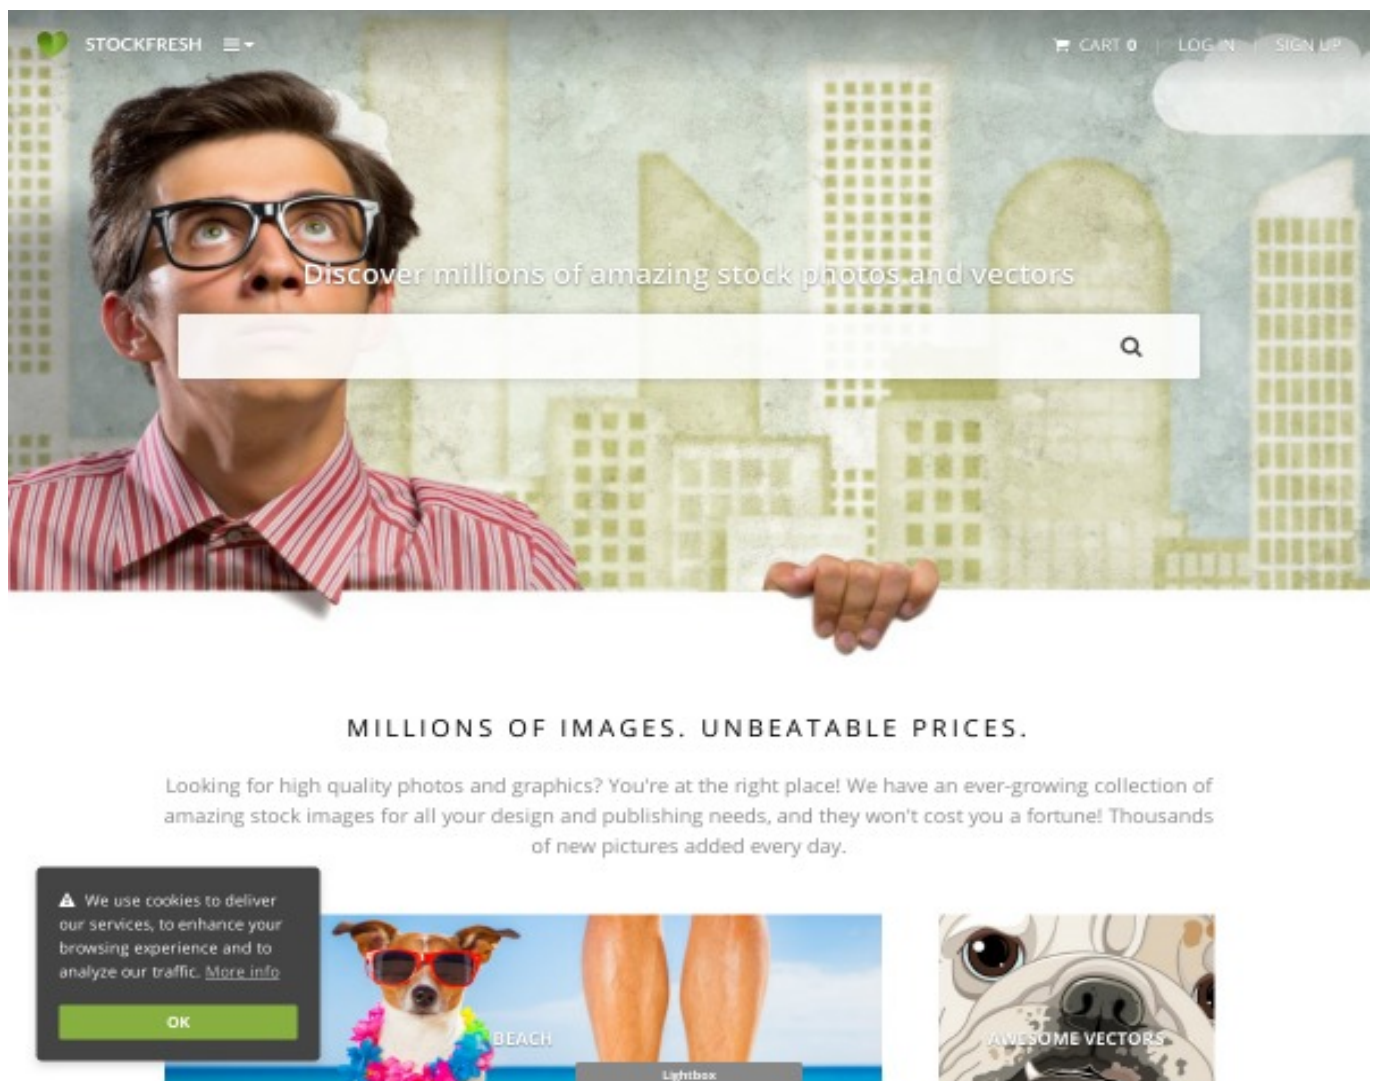 STOCKFRESH
CART 0 | LOG IN | SIGN UP
Discover millions of amazing stock photos and vectors
MILLIONS OF IMAGES. UNBEATABLE PRICES.
Looking for high quality photos and graphics? You're at the right place! We have an ever-growing collection of
amazing stock images for all your design and publishing needs, and they won't cost you a fortune! Thousands
of new pictures added every day.
We use cookies to deliver
our services, to enhance your
browsing experience and to
analyze our traffic. More info
OK
BEACH
AWESOME VECTORS
Lightbox